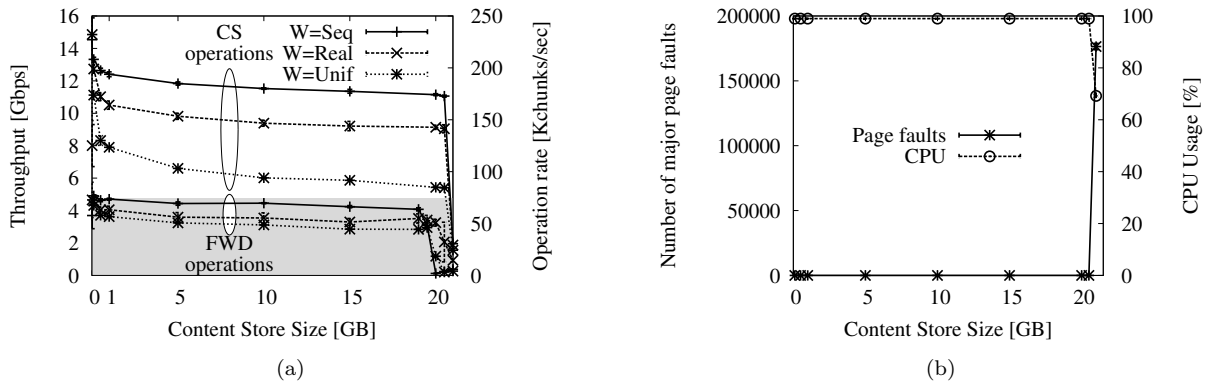 16
14
12
10
8
6
4
2
0
Throughput [Gbps]
250
200
150
100
50
0
Operation rate [Kchunks/sec]
CS
operations
W=Seq
W=Real
W=Unif
FWD
operations
0 1 5 10 15 20
Content Store Size [GB]
(a)
200000
150000
100000
50000
0
Number of major page faults
100
80
60
40
20
0
CPU Usage [%]
Page faults
CPU
0 5 10 15 20
Content Store Size [GB]
(b)